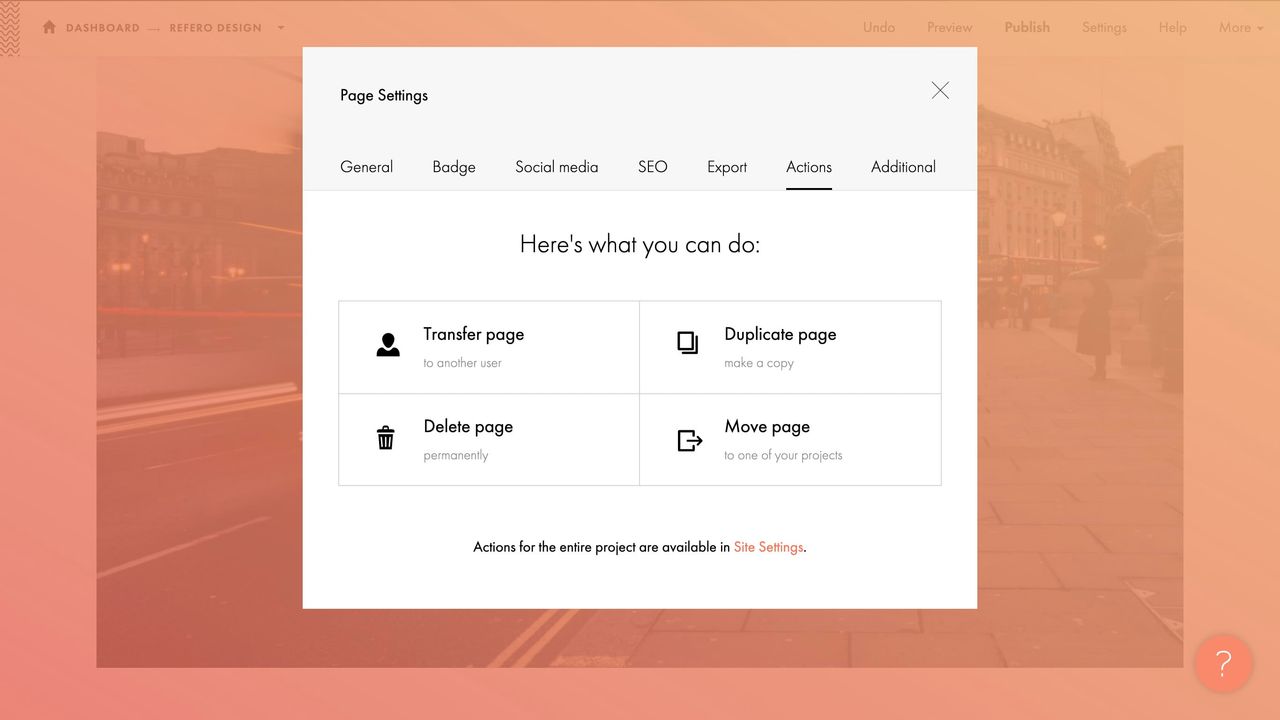 DASHBOARD — REFERO DESIGN
Undo Preview Publish Settings Help More
Page Settings
General Badge Social media SEO Export Actions Additional
Here's what you can do:
Transfer page
to another user
Duplicate page
make a copy
Delete page
permanently
Move page
to one of your projects
Actions for the entire project are available in Site Settings.
?